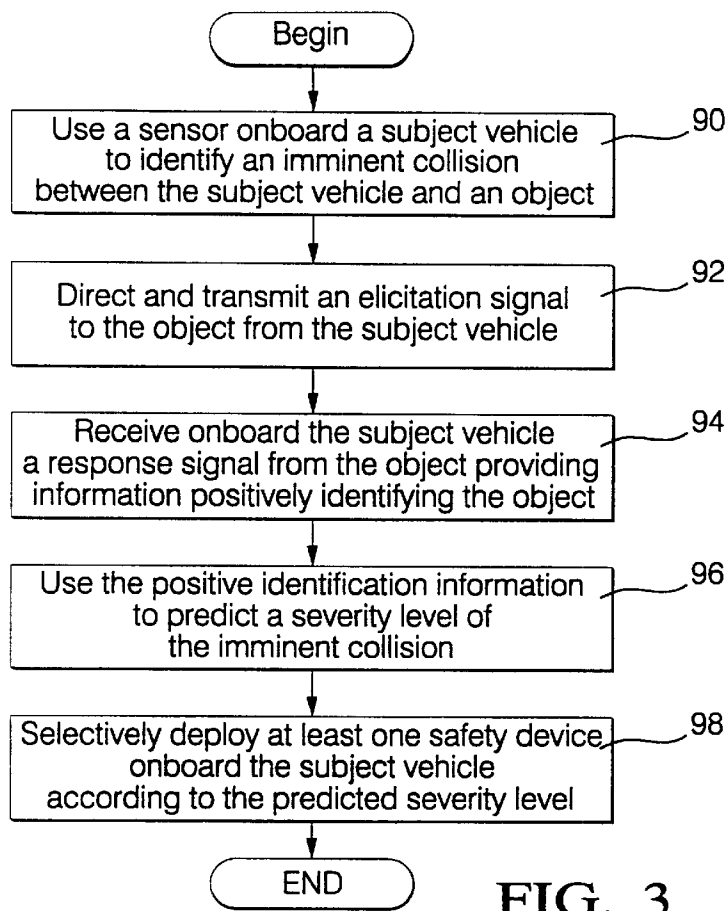 Begin
Use a sensor onboard a subject vehicle
to identify an imminent collision
between the subject vehicle and an object
90
Direct and transmit an elicitation signal
to the object from the subject vehicle
92
Receive onboard the subject vehicle
a response signal from the object providing
information positively identifying the object
94
Use the positive identification information
to predict a severity level of
the imminent collision
96
Selectively deploy at least one safety device
onboard the subject vehicle
according to the predicted severity level
98
END
FIG. 3